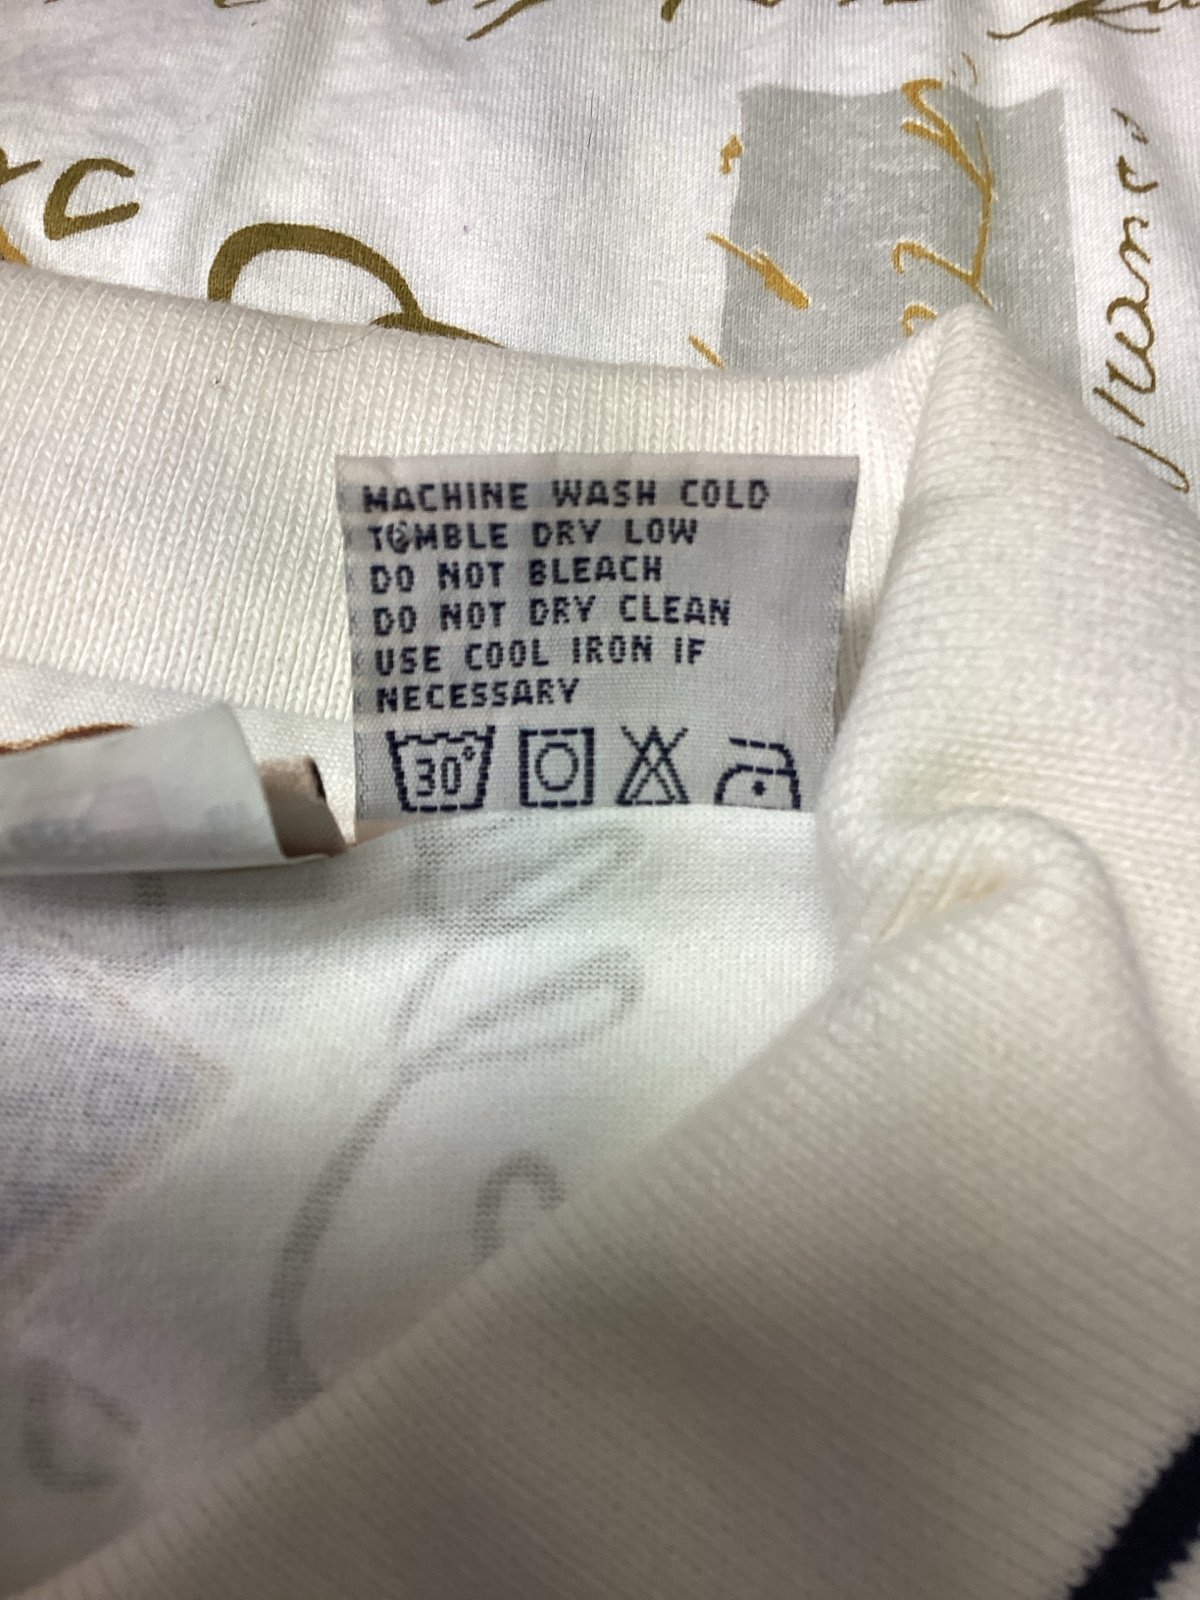 MACHINE WASH COLD
TUMBLE DRY LOW
DO NOT BLEACH
DO NOT DRY CLEAN
USE COOL IRON IF
NECESSARY
30°